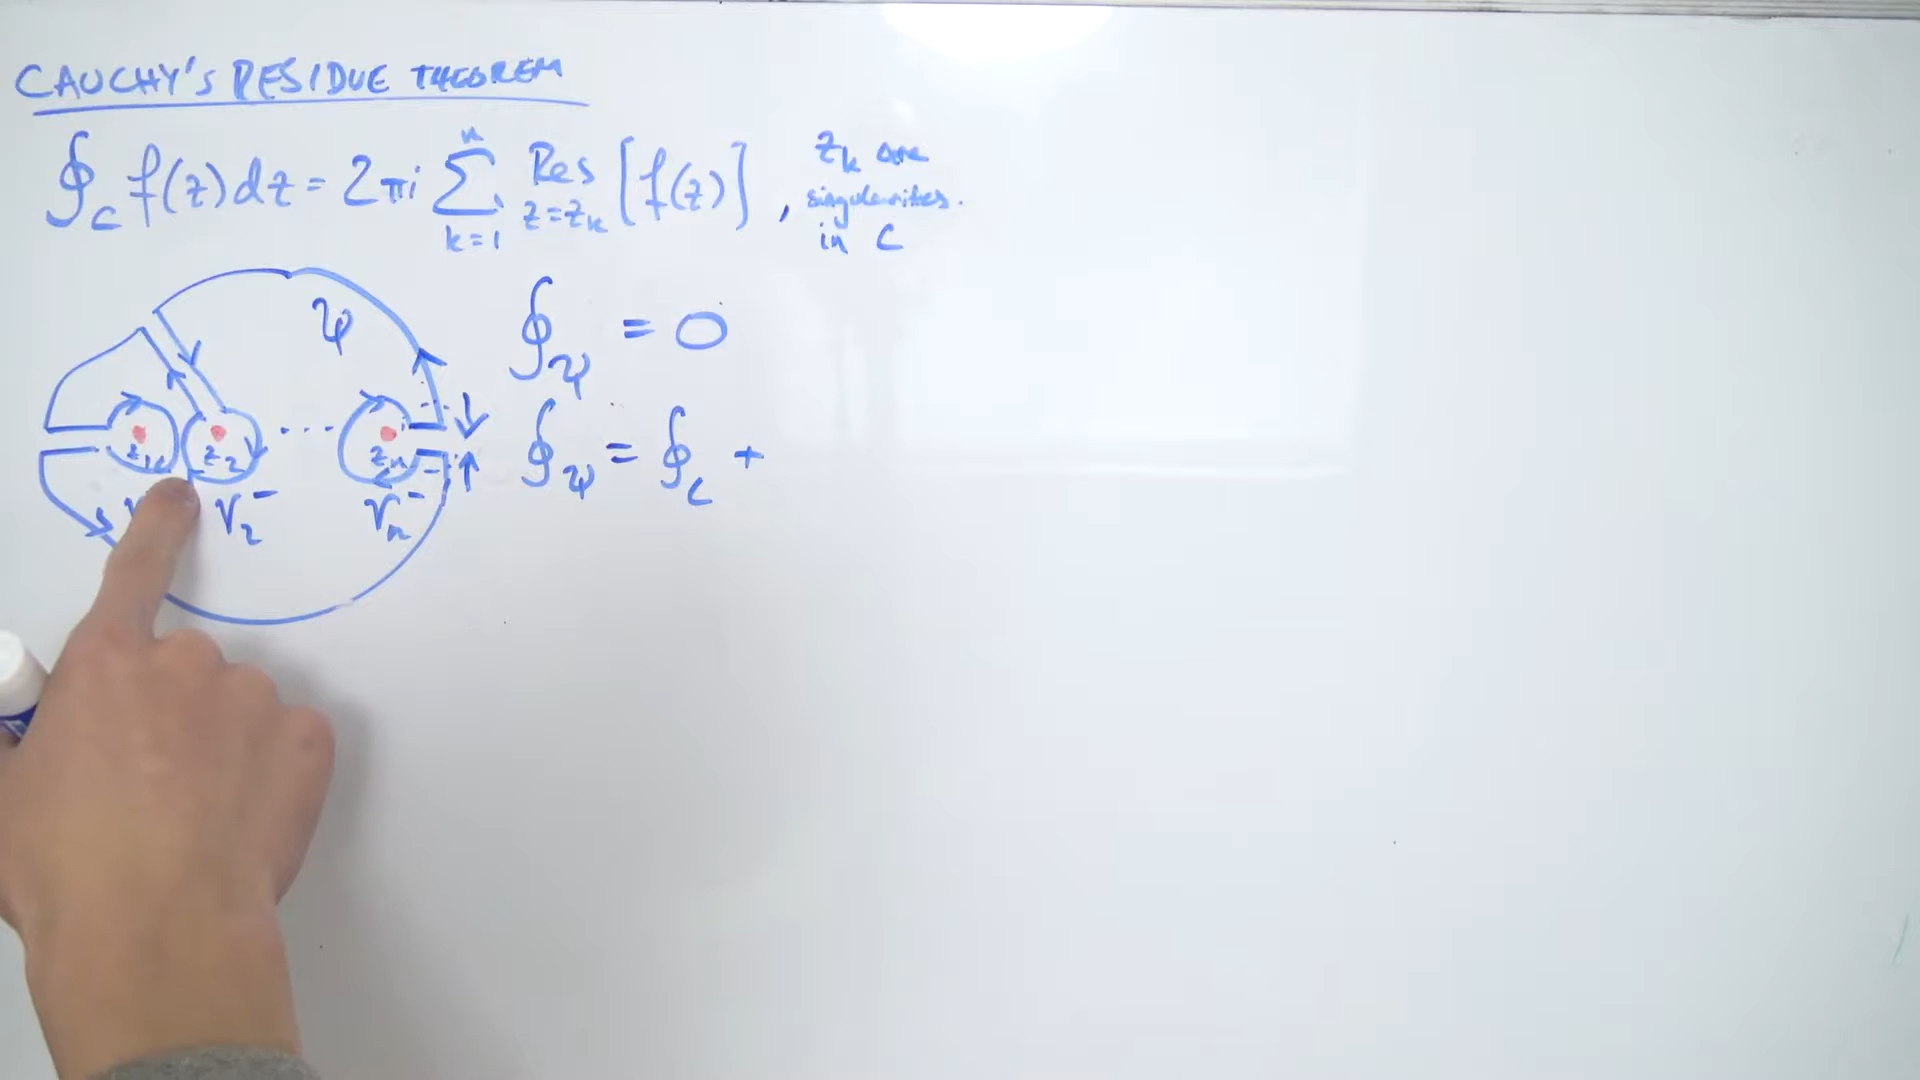 CAUCHY'S RESIDUE THEOREM
∮_C f(z)dz = 2πi ∑_{k=1}^{n} Res_{z=z_k} [f(z)], z_k are singularities. in C
ψ
∮_ψ = 0
z_1 z_2 ... z_n
∮_ψ = ∮_C +
γ_2^- γ_n^-